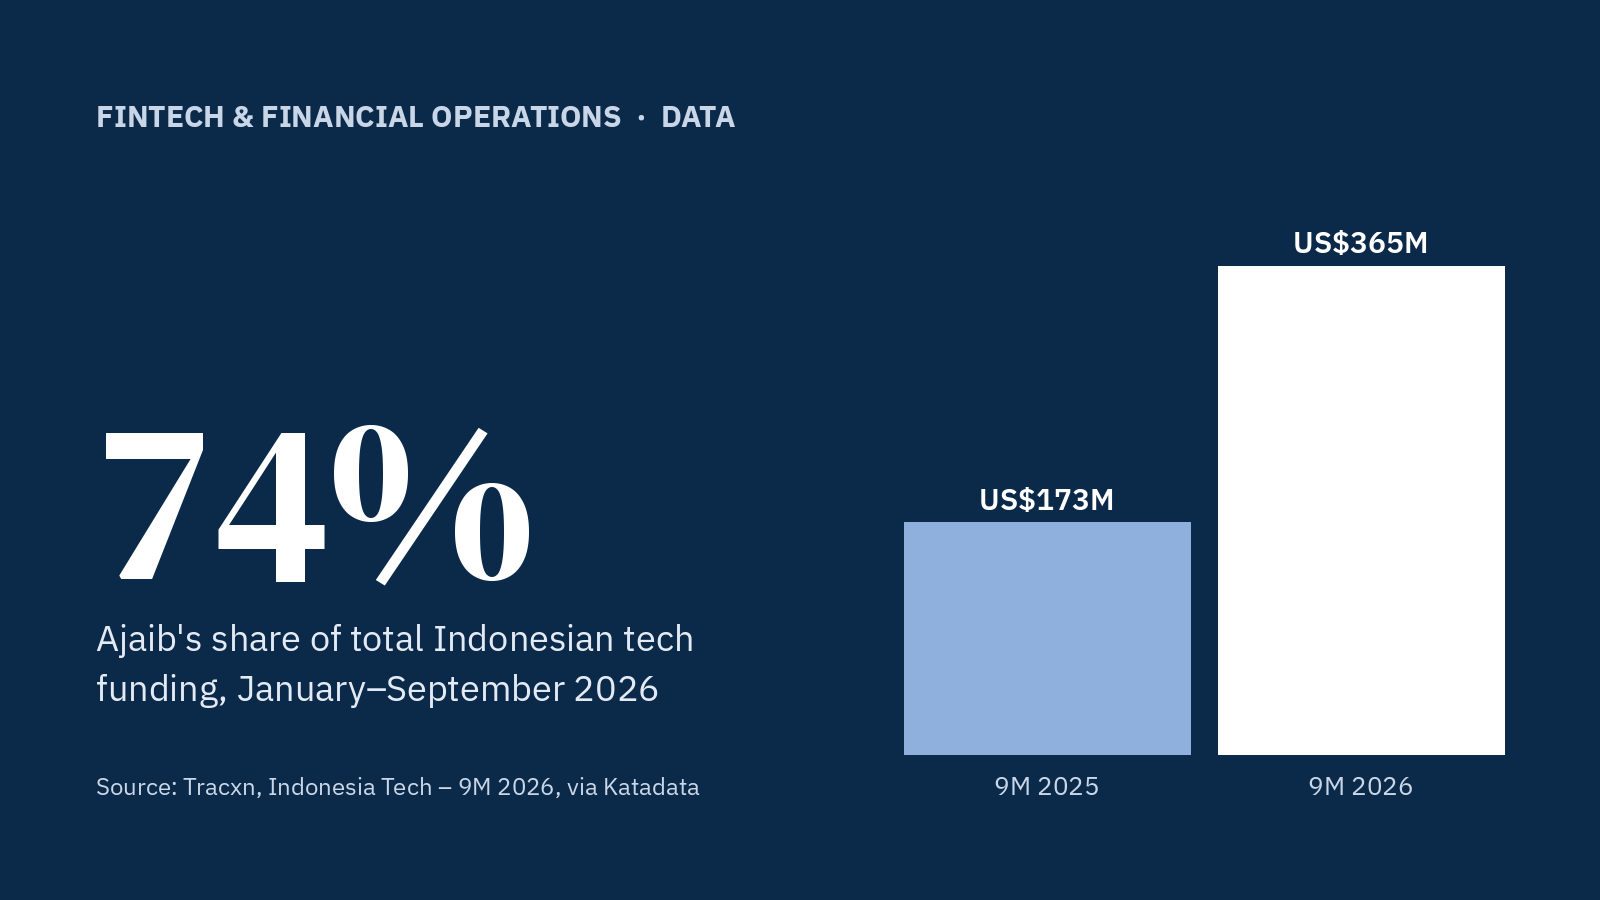 FINTECH & FINANCIAL OPERATIONS · DATA
74%
Ajaib's share of total Indonesian tech
funding, January–September 2026
Source: Tracxn, Indonesia Tech – 9M 2026, via Katadata
US$173M
US$365M
9M 2025
9M 2026